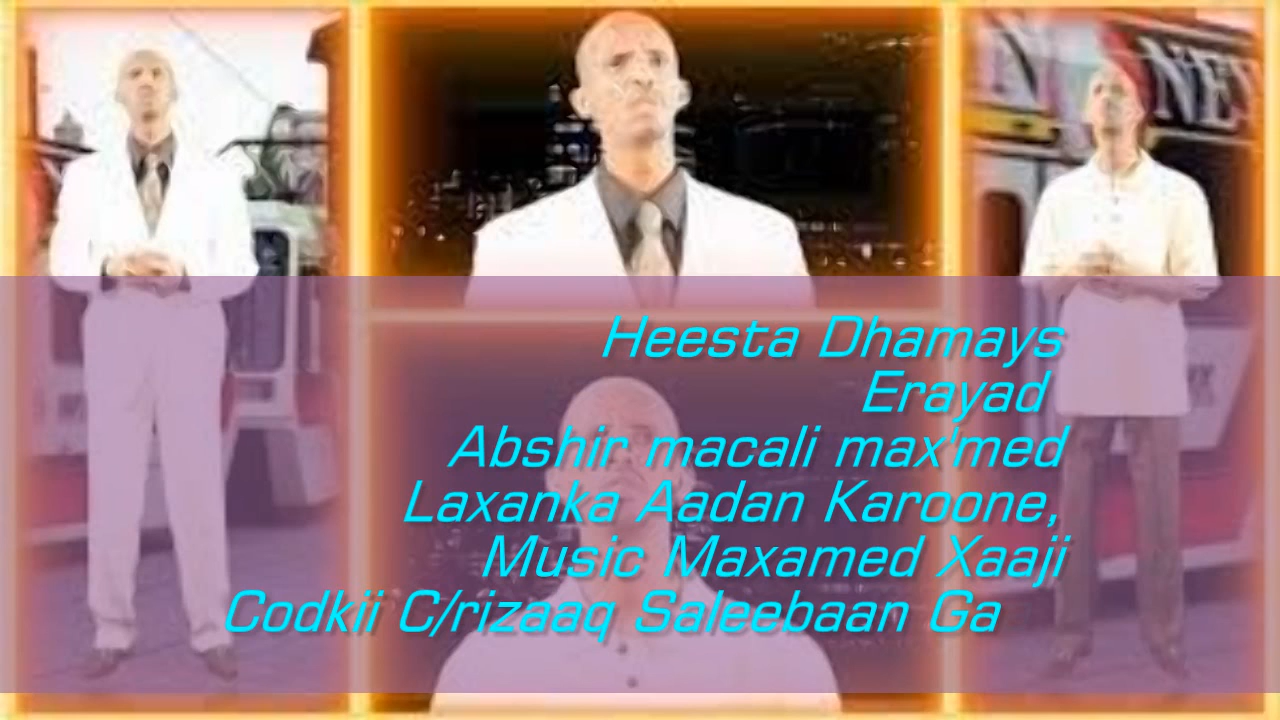 Heesta Dhamays
Erayad
Abshir macali max'med
Laxanka Aadan Karoone,
Music Maxamed Xaaji
Codkii C/rizaaq Saleebaan Ga